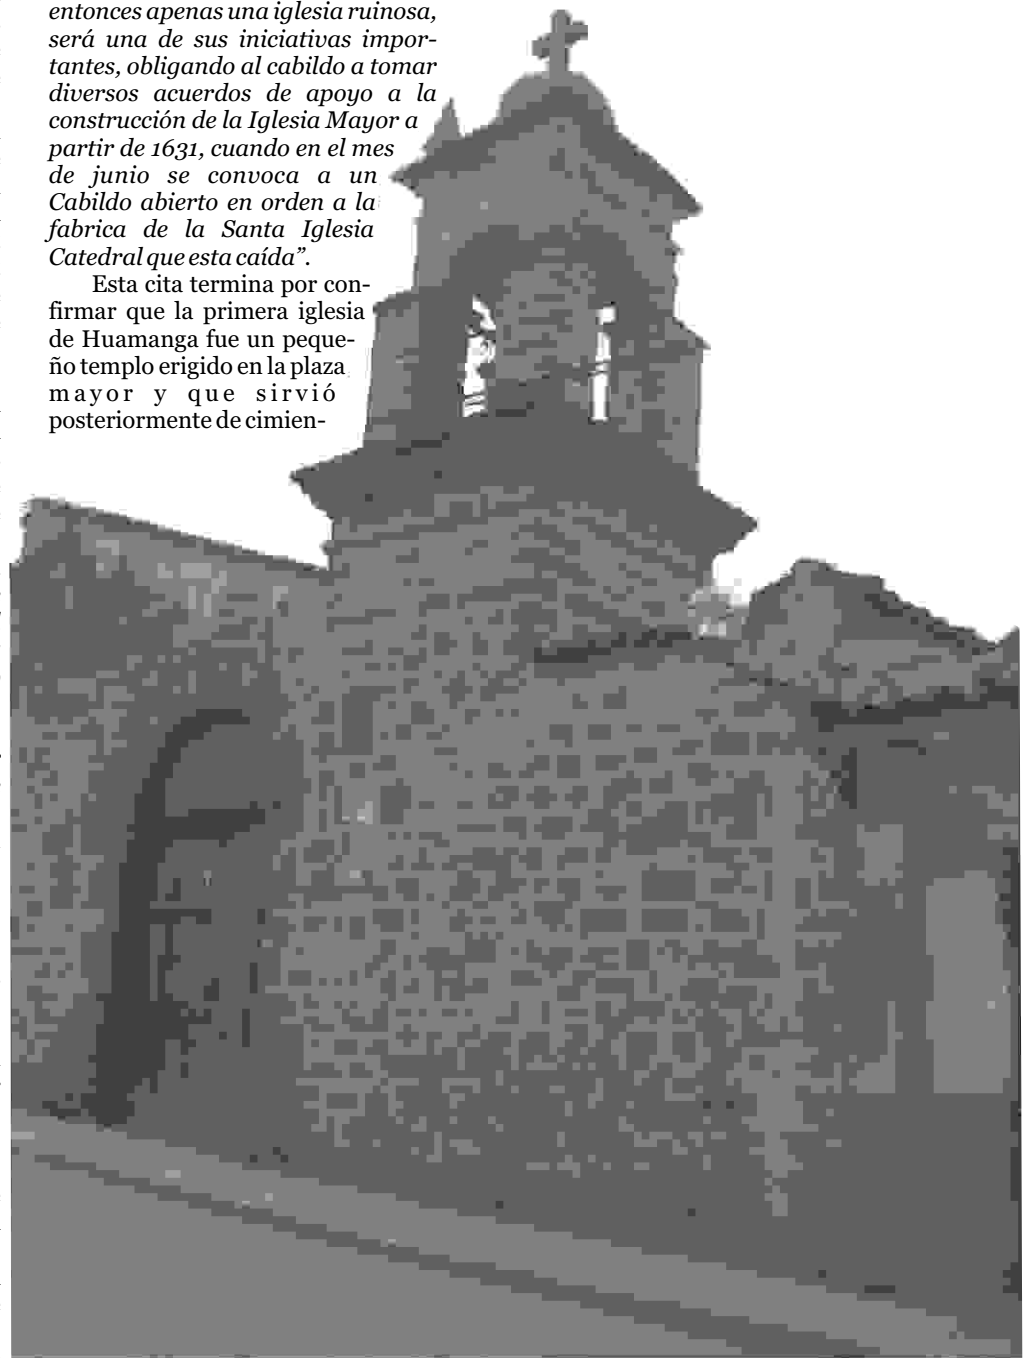 entonces apenas una iglesia ruinosa,
será una de sus iniciativas impor-
tantes, obligando al cabildo a tomar
diversos acuerdos de apoyo a la
construcción de la Iglesia Mayor a
partir de 1631, cuando en el mes
de junio se convoca a un
Cabildo abierto en orden a la
fabrica de la Santa Iglesia
Catedral que esta caída”.
Esta cita termina por con-
firmar que la primera iglesia
de Huamanga fue un peque-
ño templo erigido en la plaza
mayor y que sirvió
posteriormente de cimien-